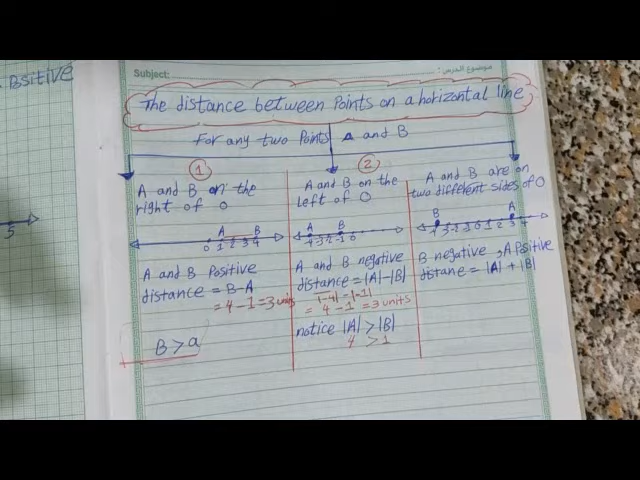 Positive
5
Subject:
موضوع الدرس:
The distance between Points on a horizontal line
For any two Points A and B
1
A and B on the
right of 0
A B
0 1 2 3 4
A and B Positive
distance = B-A
= 4-1=3 units
B > a
2
A and B on the
left of 0
A B
-4 -3 -2 -1 0
A and B negative
distance = |A|-|B|
= |-4|-|-1|
4 - 1 = 3 units
notice |A| > |B|
4 > 1
A and B are on
two different sides of 0
B A
-3 -2 -1 0 1 2 3 4
B negative, A Positive
distane = |A| + |B|